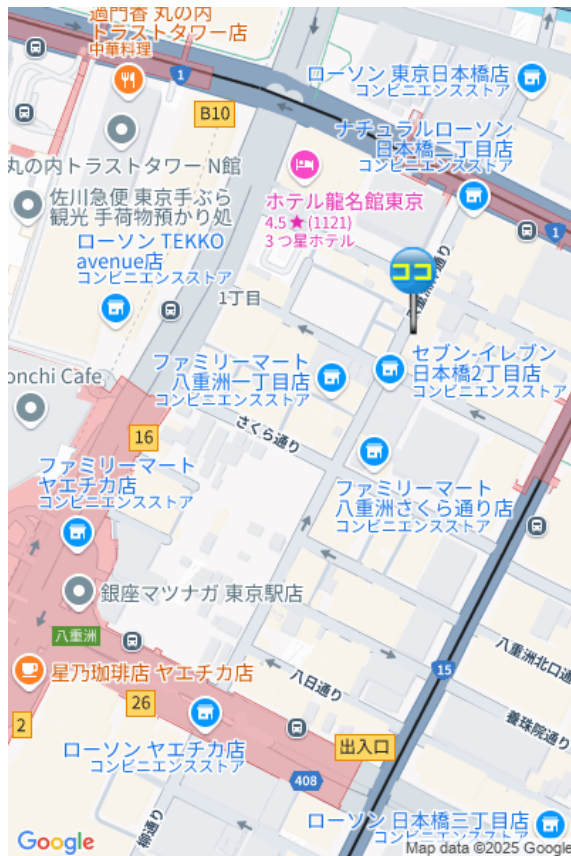 過門香 丸の内
トラストタワー店
中華料理
1
B10
ローソン 東京日本橋店
コンビニエンスストア
ナチュラルローソン
日本橋二丁目店
コンビニエンスストア
丸の内トラストタワー N館
ホテル龍名館東京
4.5★(1121)
3 つ星ホテル
佐川急便 東京手ぶら
観光 手荷物預かり処
1
ローソン TEKKO
avenue店
コンビニエンスストア
ココ
1丁目
セブン-イレブン
日本橋2丁目店
コンビニエンスストア
ファミリーマート
八重洲一丁目店
コンビニエンスストア
onchi Cafe
16
さくら通り
ファミリーマート
ヤエチカ店
コンビニエンスストア
ファミリーマート
八重洲さくら通り店
コンビニエンスストア
銀座マツナガ 東京駅店
八重洲
八重洲北口通
15
星乃珈琲店 ヤエチカ店
八日通り
26
2
養珠院通り
ローソン ヤエチカ店
コンビニエンスストア
出入口
408
ローソン 日本橋三丁目店
コンビニエンスストア
Google
Map data ©2025 Google